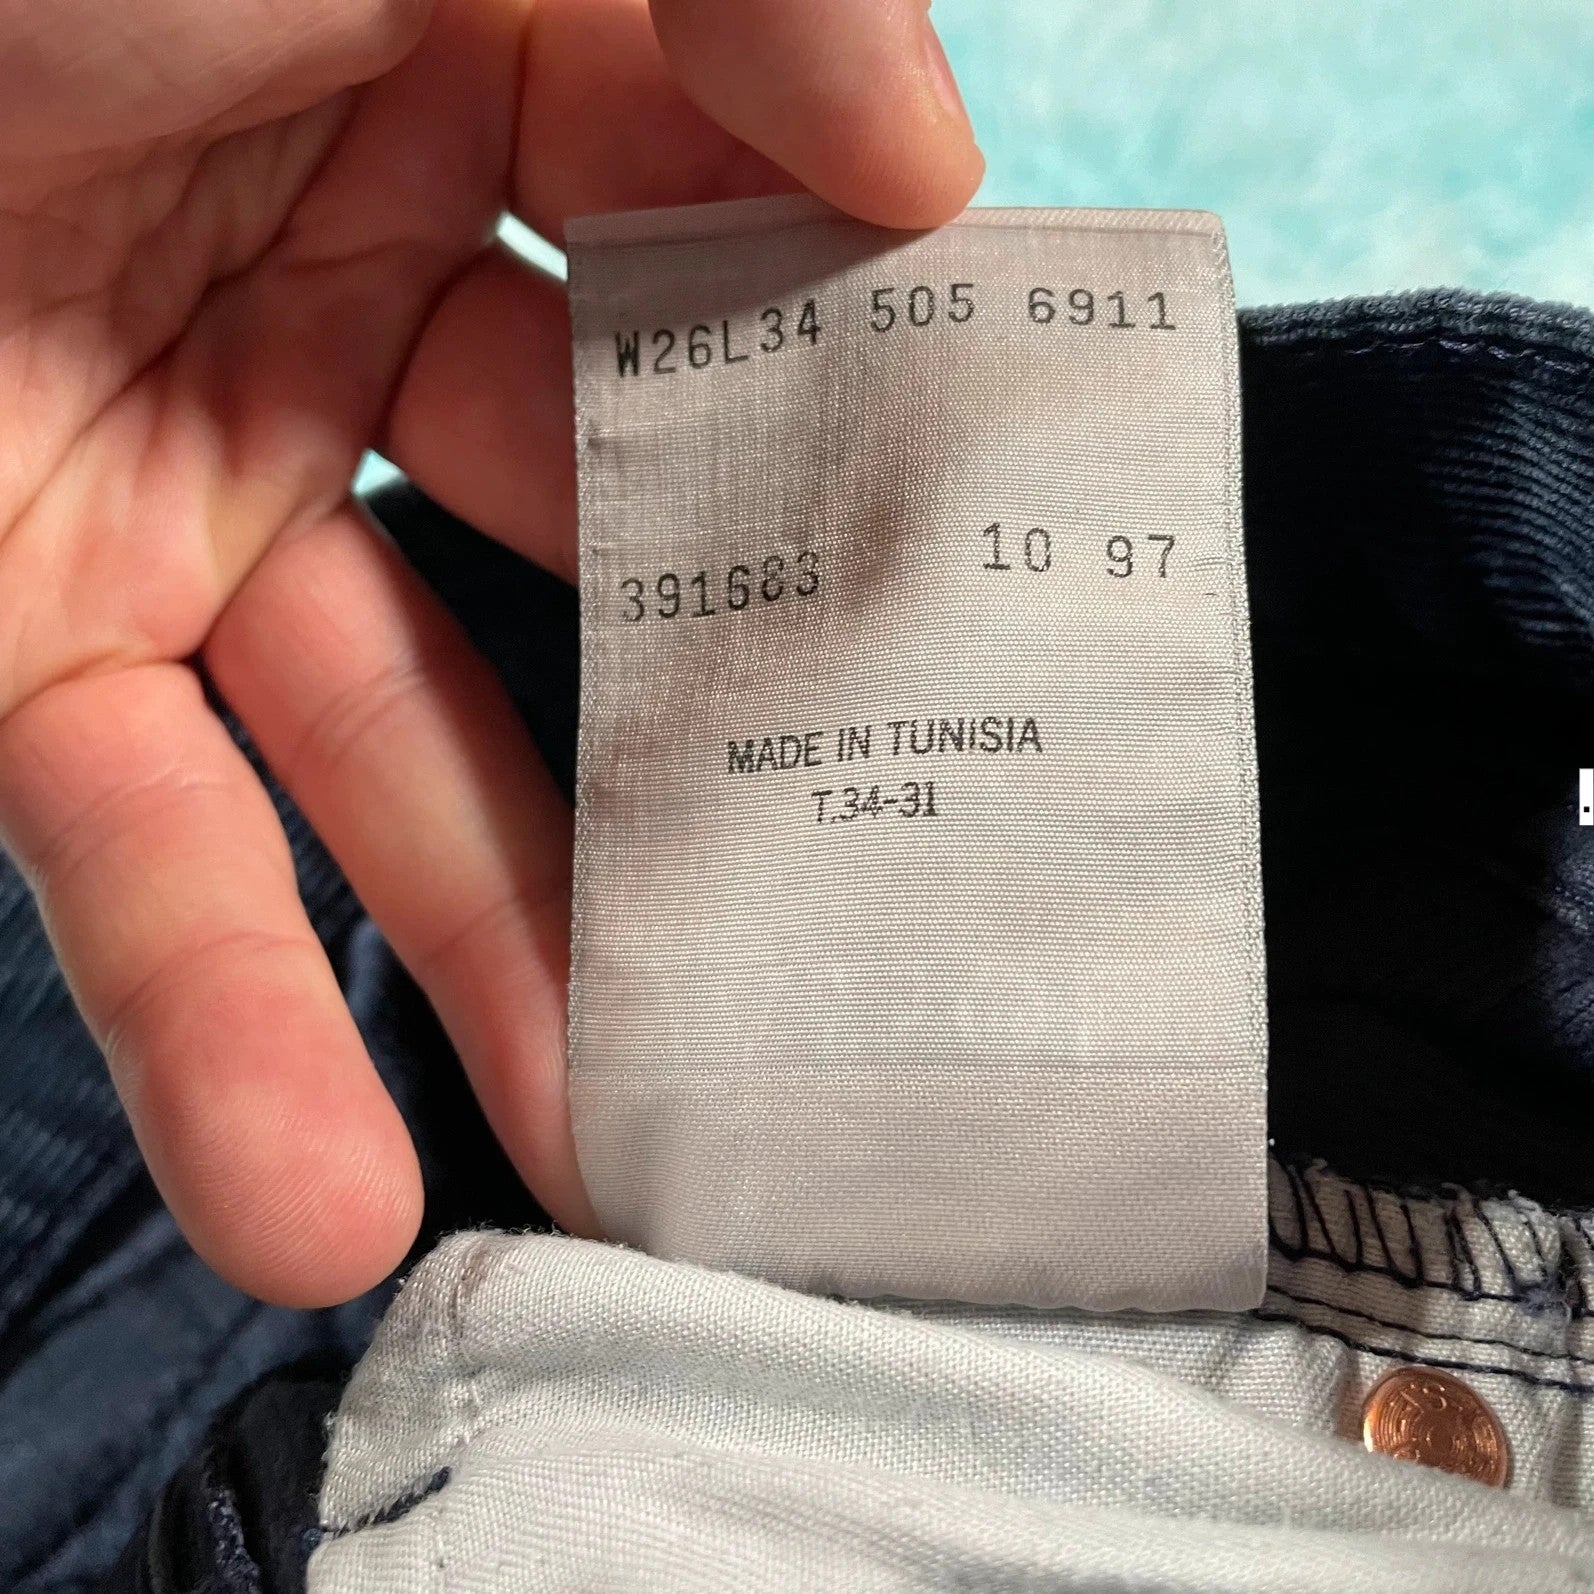 W26L34 505 6911
391683 10 97
MADE IN TUNISIA
T.34-31
.